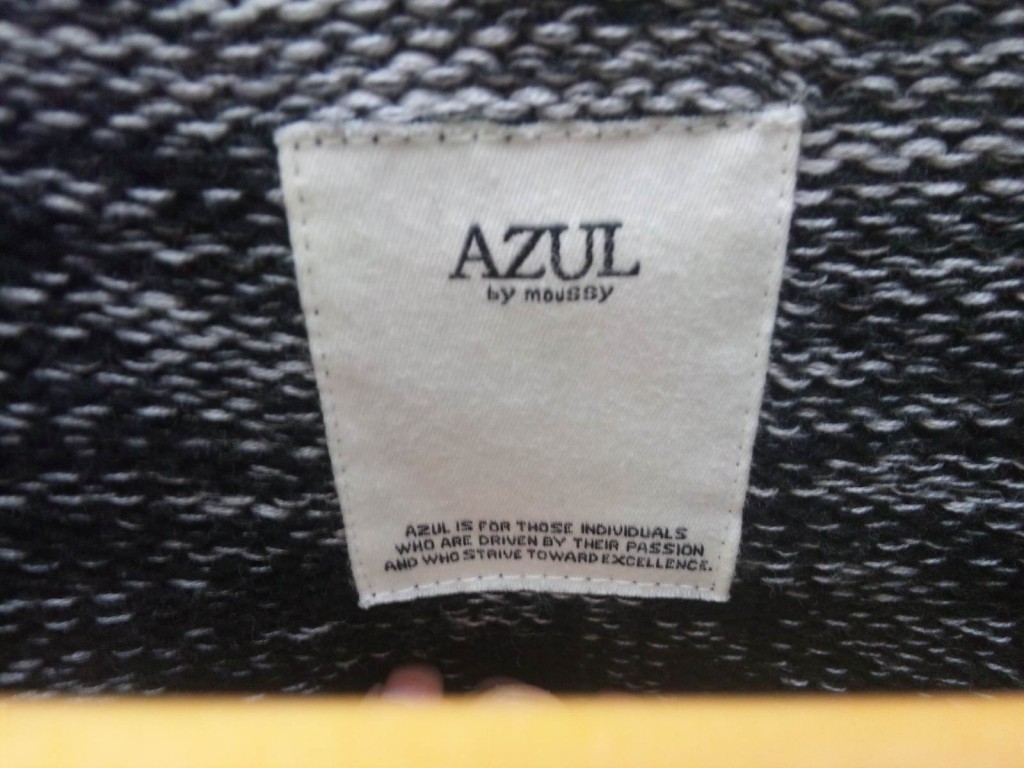 AZUL
by moussy
AZUL IS FOR THOSE INDIVIDUALS
WHO ARE DRIVEN BY THEIR PASSION
AND WHO STRIVE TOWARD EXCELLENCE.